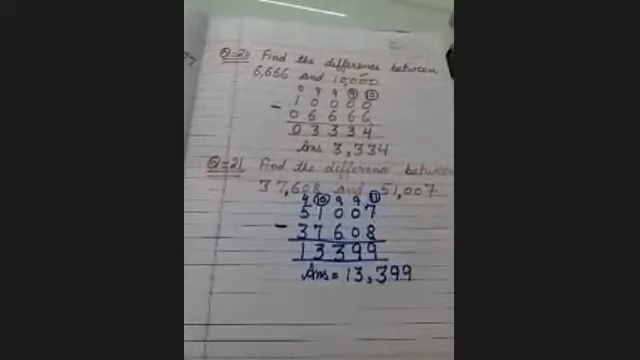 Q=20 Find the difference between
6,666 and 10,000
0 9 9 9 10
1 0 0 0 0
- 0 6 6 6 6
0 3 3 3 4
Ans 3,334
Q=21 Find the difference between
37,608 and 51,007.
4 10 9 9 17
5 1 0 0 7
- 3 7 6 0 8
1 3 3 9 9
Ans = 13,399